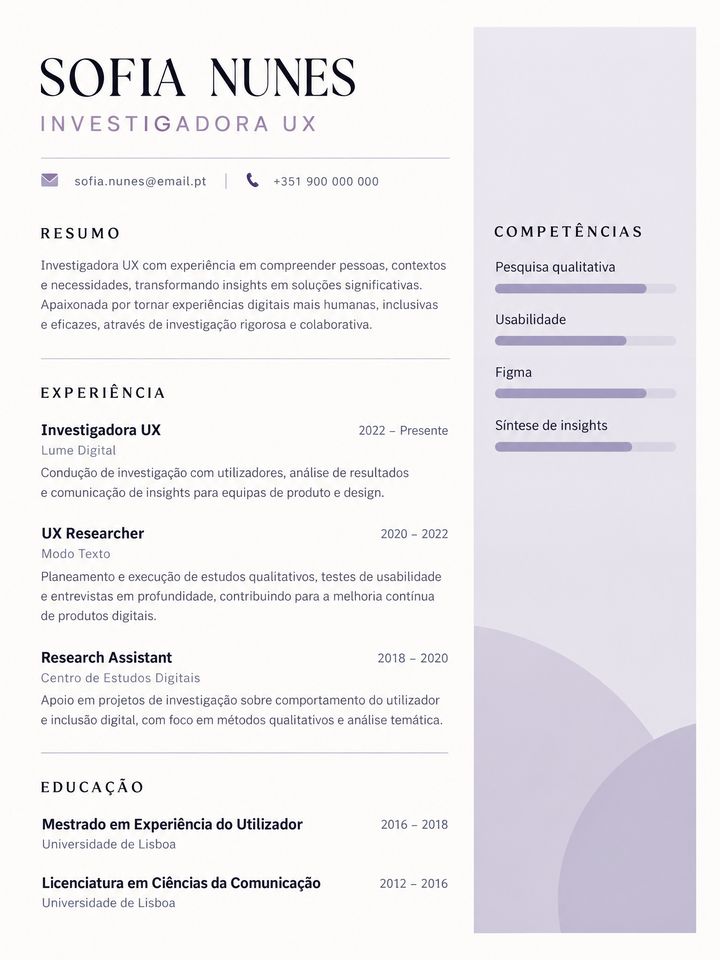 SOFIA NUNES
INVESTIGADORA UX
sofia.nunes@email.pt | +351 900 000 000
RESUMO
Investigadora UX com experiência em compreender pessoas, contextos
e necessidades, transformando insights em soluções significativas.
Apaixonada por tornar experiências digitais mais humanas, inclusivas
e eficazes, através de investigação rigorosa e colaborativa.
EXPERIÊNCIA
Investigadora UX 2022 – Presente
Lume Digital
Condução de investigação com utilizadores, análise de resultados
e comunicação de insights para equipas de produto e design.
UX Researcher 2020 – 2022
Modo Texto
Planeamento e execução de estudos qualitativos, testes de usabilidade
e entrevistas em profundidade, contribuindo para a melhoria contínua
de produtos digitais.
Research Assistant 2018 – 2020
Centro de Estudos Digitais
Apoio em projetos de investigação sobre comportamento do utilizador
e inclusão digital, com foco em métodos qualitativos e análise temática.
EDUCAÇÃO
Mestrado em Experiência do Utilizador 2016 – 2018
Universidade de Lisboa
Licenciatura em Ciências da Comunicação 2012 – 2016
Universidade de Lisboa
COMPETÊNCIAS
Pesquisa qualitativa
Usabilidade
Figma
Síntese de insights